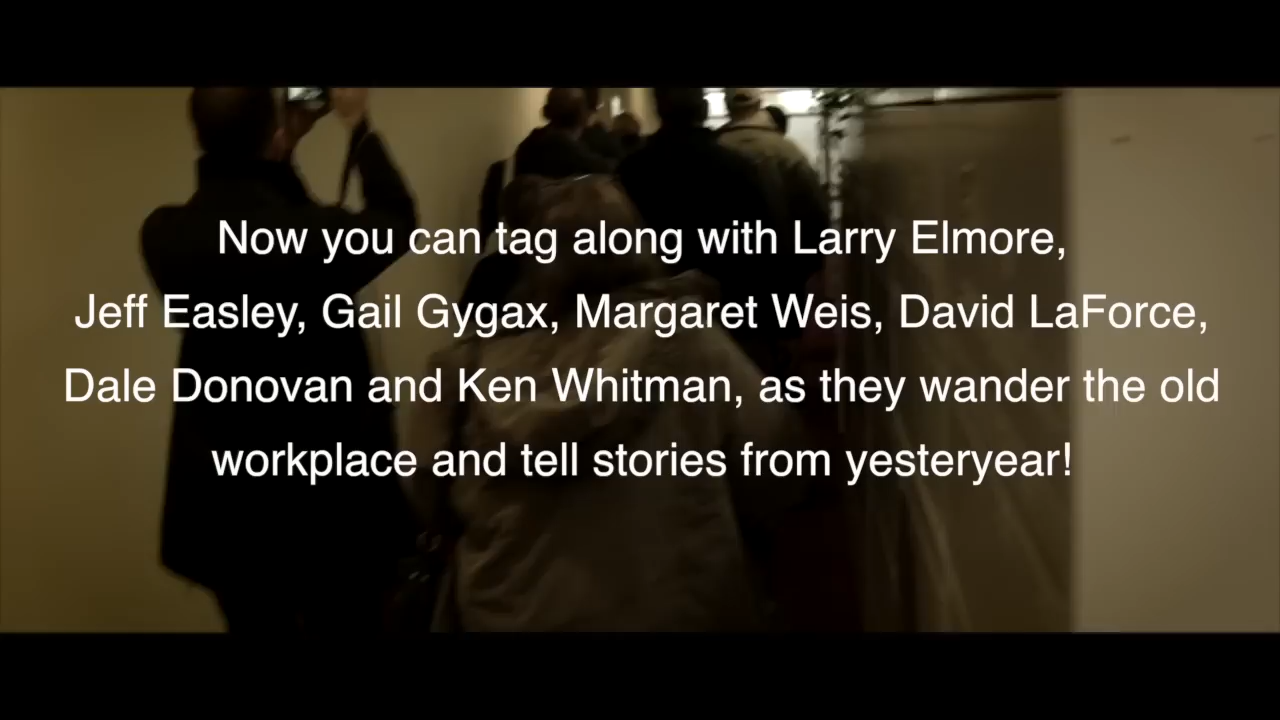 Now you can tag along with Larry Elmore,
Jeff Easley, Gail Gygax, Margaret Weis, David LaForce,
Dale Donovan and Ken Whitman, as they wander the old
workplace and tell stories from yesteryear!